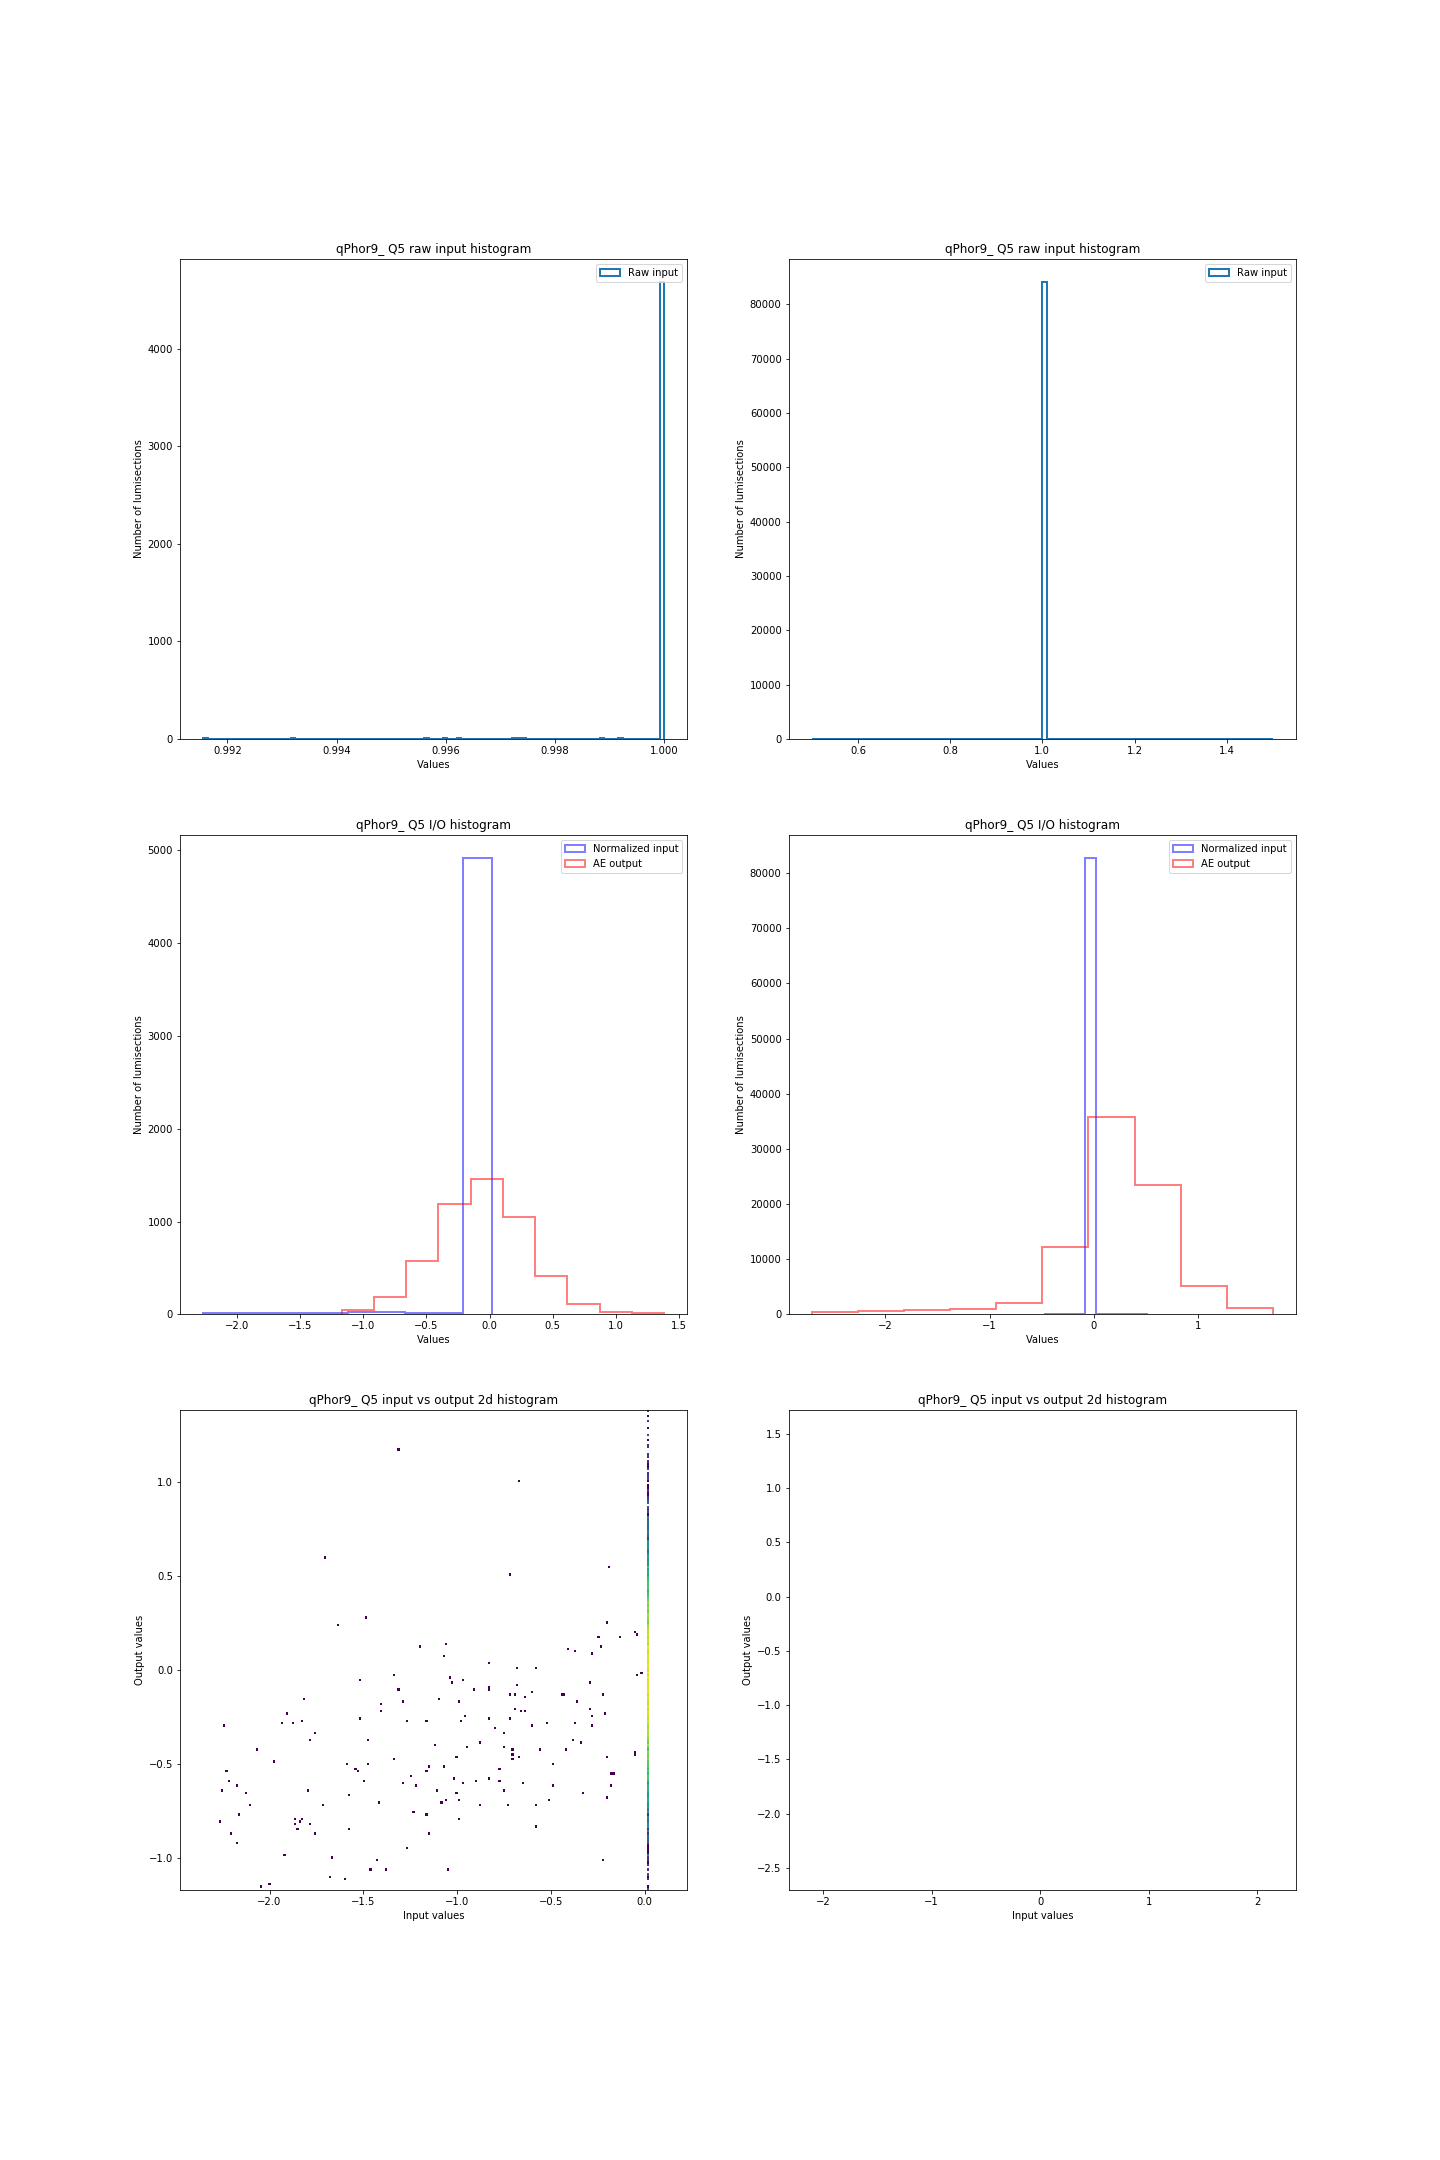 qPhor9_ Q5 raw input histogram
Raw input
Number of lumisections
4000
3000
2000
1000
0
0.992 0.994 0.996 0.998 1.000
Values
qPhor9_ Q5 raw input histogram
Raw input
Number of lumisections
80000
70000
60000
50000
40000
30000
20000
10000
0
0.6 0.8 1.0 1.2 1.4
Values
qPhor9_ Q5 I/O histogram
Normalized input
AE output
Number of lumisections
5000
4000
3000
2000
1000
0
−2.0 −1.5 −1.0 −0.5 0.0 0.5 1.0 1.5
Values
qPhor9_ Q5 I/O histogram
Normalized input
AE output
Number of lumisections
80000
70000
60000
50000
40000
30000
20000
10000
0
−2 −1 0 1
Values
qPhor9_ Q5 input vs output 2d histogram
Output values
1.0
0.5
0.0
−0.5
−1.0
−2.0 −1.5 −1.0 −0.5 0.0
Input values
qPhor9_ Q5 input vs output 2d histogram
Output values
1.5
1.0
0.5
0.0
−0.5
−1.0
−1.5
−2.0
−2.5
−2 −1 0 1 2
Input values